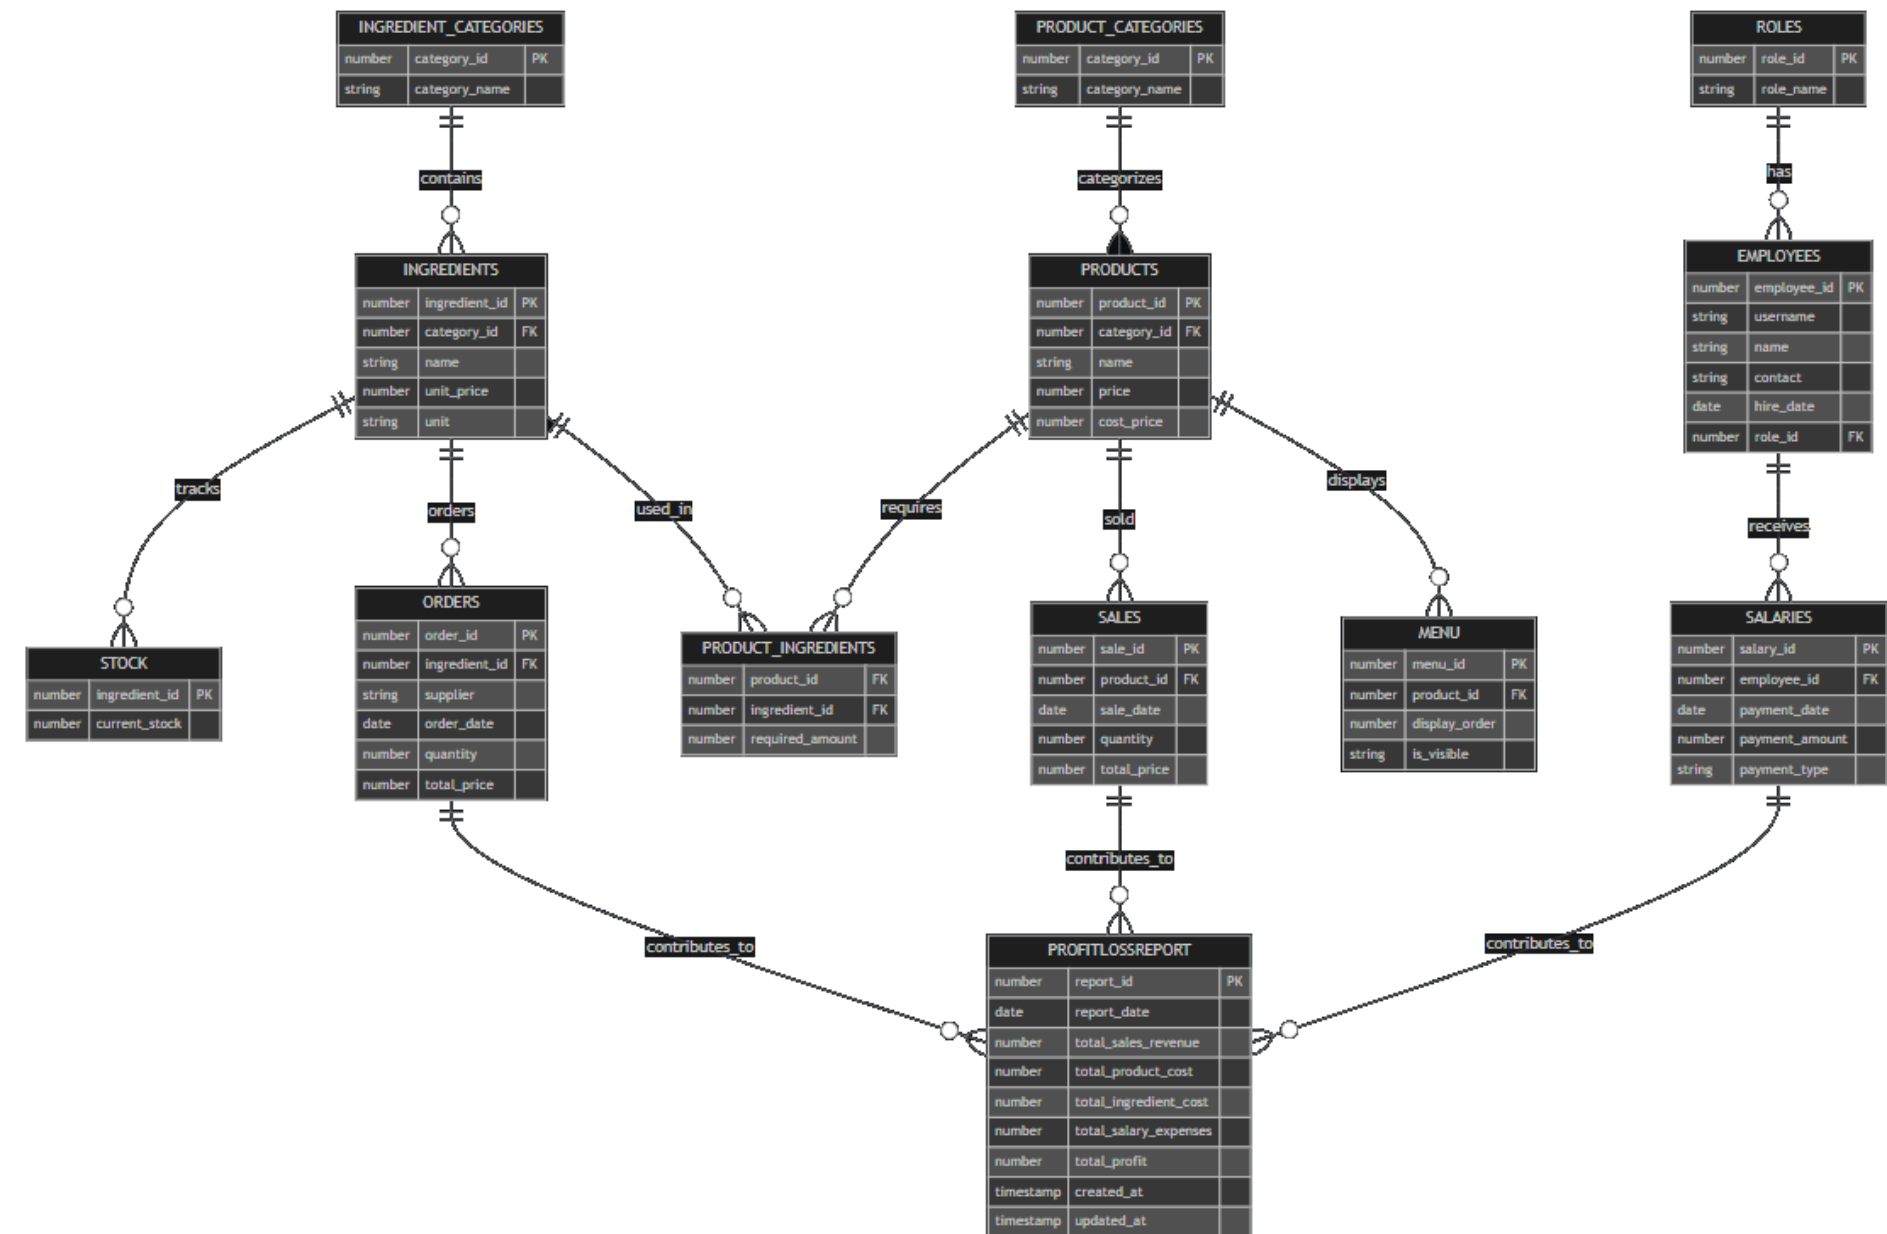 INGREDIENT_CATEGORIES
number category_id PK
string category_name
PRODUCT_CATEGORIES
number category_id PK
string category_name
ROLES
number role_id PK
string role_name
contains
categorizes
has
INGREDIENTS
number ingredient_id PK
number category_id FK
string name
number unit_price
string unit
PRODUCTS
number product_id PK
number category_id FK
string name
number price
number cost_price
EMPLOYEES
number employee_id PK
string username
string name
string contact
date hire_date
number role_id FK
tracks
orders
used_in
requires
sold
displays
receives
STOCK
number ingredient_id PK
number current_stock
ORDERS
number order_id PK
number ingredient_id FK
string supplier
date order_date
number quantity
number total_price
PRODUCT_INGREDIENTS
number product_id FK
number ingredient_id FK
number required_amount
SALES
number sale_id PK
number product_id FK
date sale_date
number quantity
number total_price
MENU
number menu_id PK
number product_id FK
number display_order
string is_visible
SALARIES
number salary_id PK
number employee_id FK
date payment_date
number payment_amount
string payment_type
contributes_to
contributes_to
contributes_to
PROFITLOSSREPORT
number report_id PK
date report_date
number total_sales_revenue
number total_product_cost
number total_ingredient_cost
number total_salary_expenses
number total_profit
timestamp created_at
timestamp updated_at